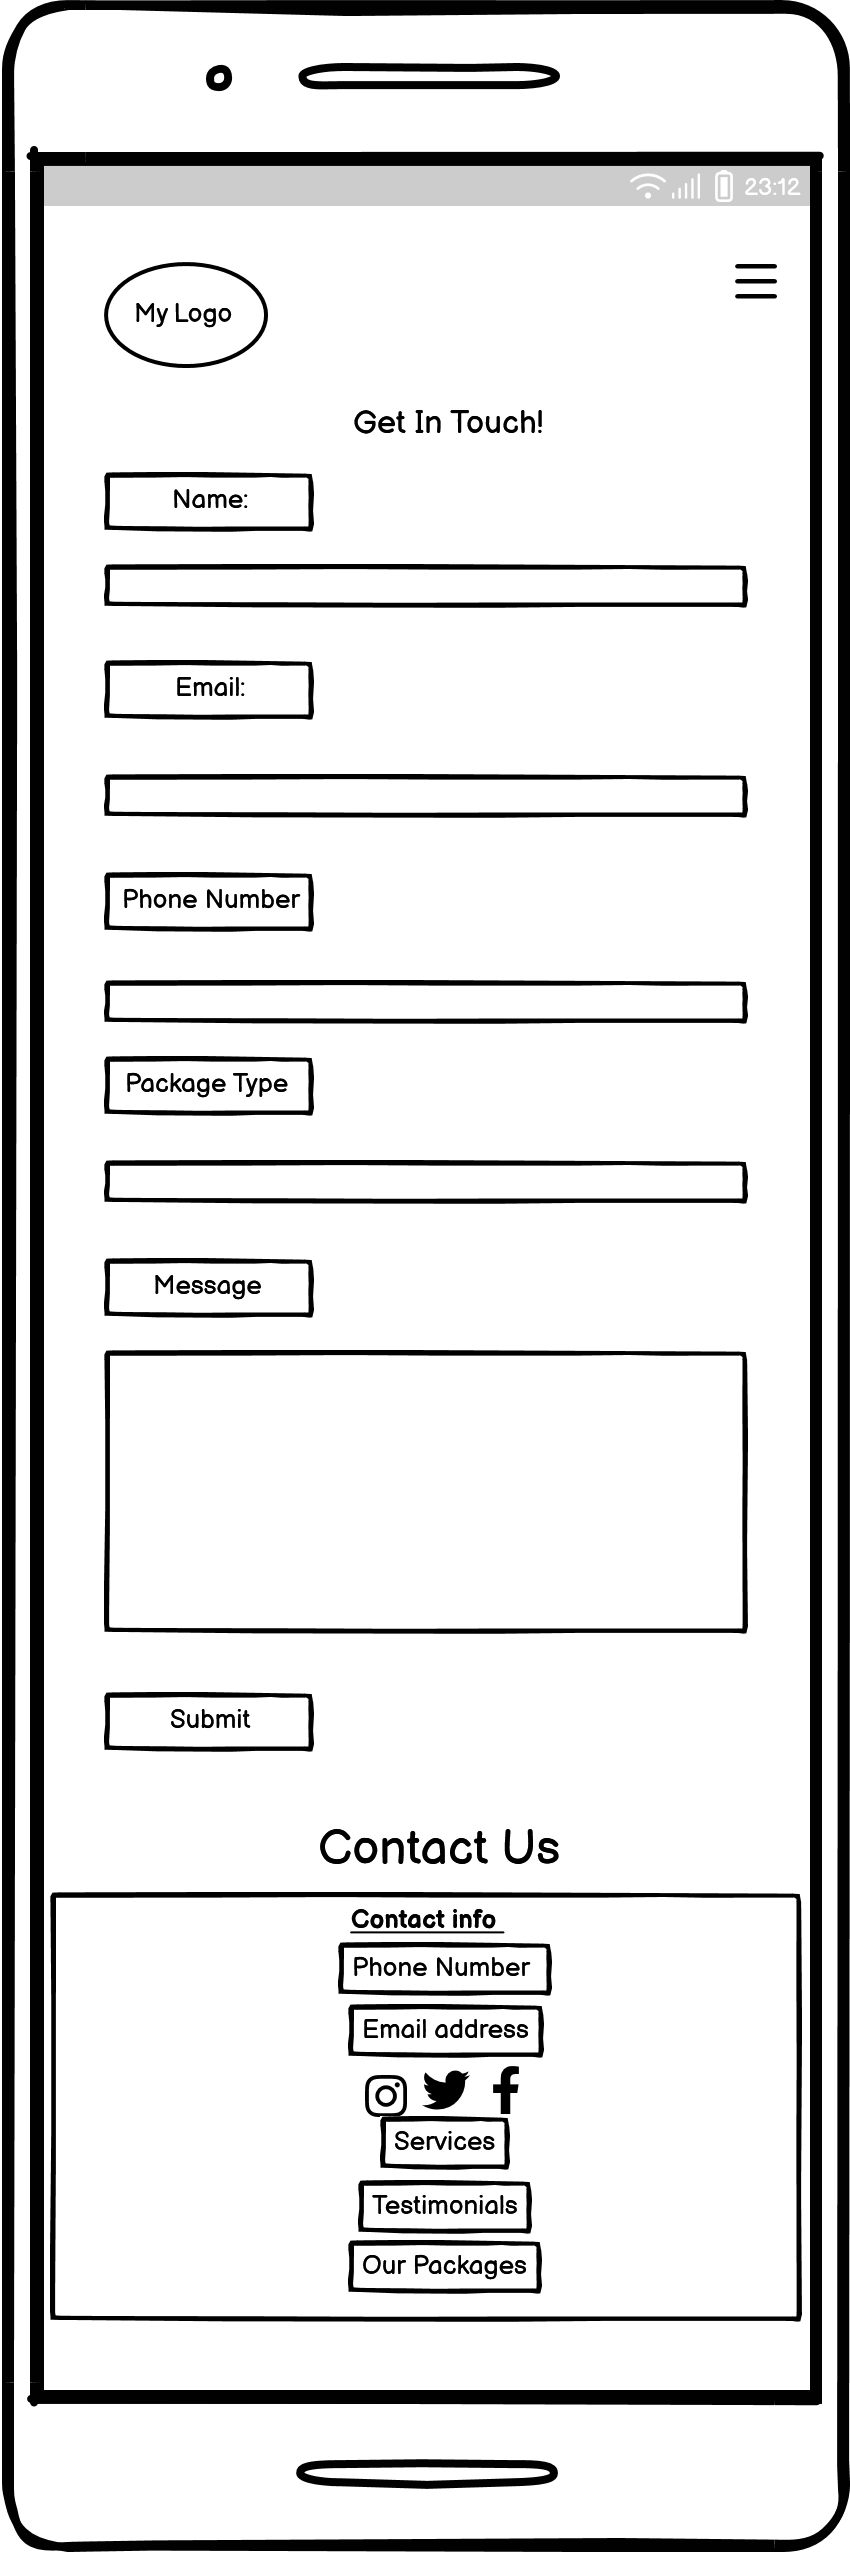 23:12
My Logo
Get In Touch!
Name:
Email:
Phone Number
Package Type
Message
Submit
Contact Us
Contact info
Phone Number
Email address
Services
Testimonials
Our Packages